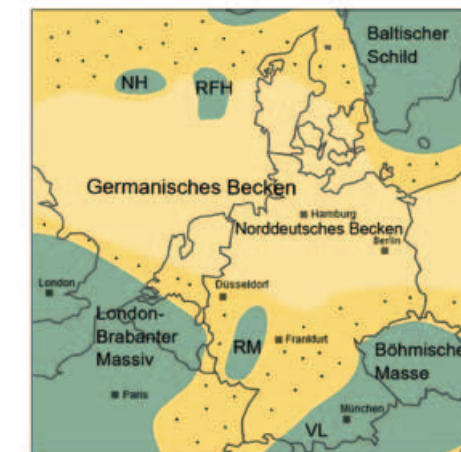 Baltischer
Schild
NH
RFH
Germanisches Becken
Hamburg
Norddeutsches Becken
Berlin
London
Düsseldorf
London-
Brabanter
Massiv
RM
Frankfurt
Böhmische
Masse
Paris
München
VL